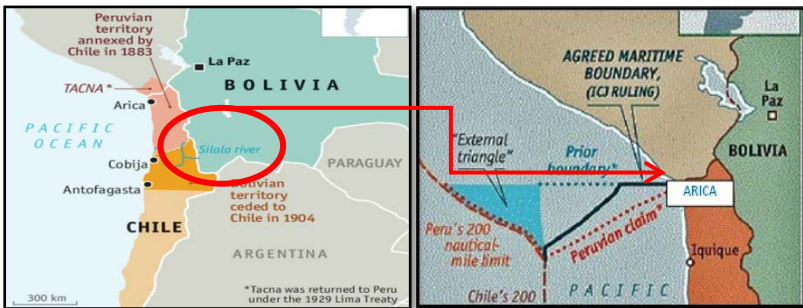 Peruvian
territory
annexed by
Chile in 1883
La Paz
TACNA *
BOLIVIA
Arica
PACIFIC
OCEAN
Silola river
PARAGUAY
Cobija
Antofagasta
Bolivian
territory
ceded to
Chile in 1904
CHILE
ARGENTINA
*Tacna was returned to Peru
under the 1929 Lima Treaty
300 km
AGREED MARITIME
BOUNDARY,
(ICJ RULING)
La
Paz
"External
triangle"
Prior
boundary*
BOLIVIA
ARICA
Peru's 200
nautical-
mile limit
Peruvian claim*
Iquique
Chile's 200
PACIFIC